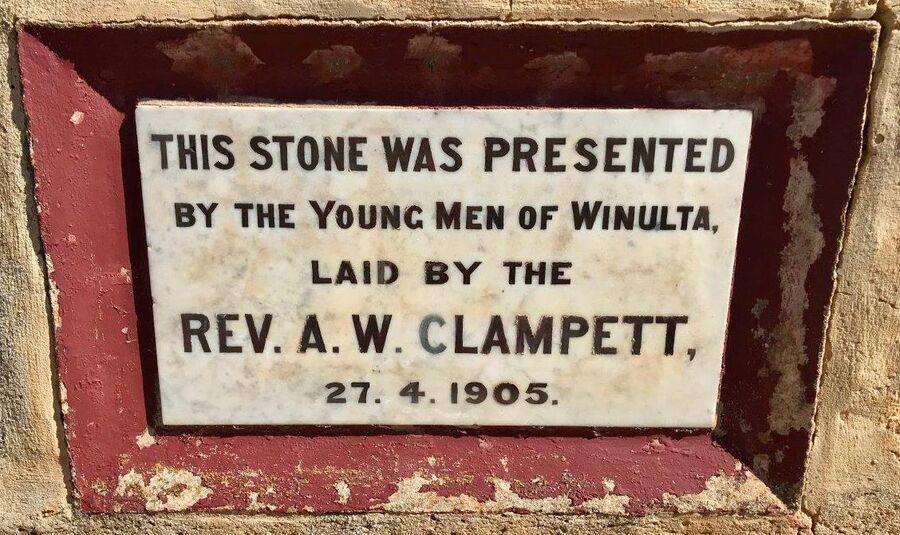 THIS STONE WAS PRESENTED
BY THE YOUNG MEN OF WINULTA,
LAID BY THE
REV. A. W. CLAMPETT,
27. 4. 1905.